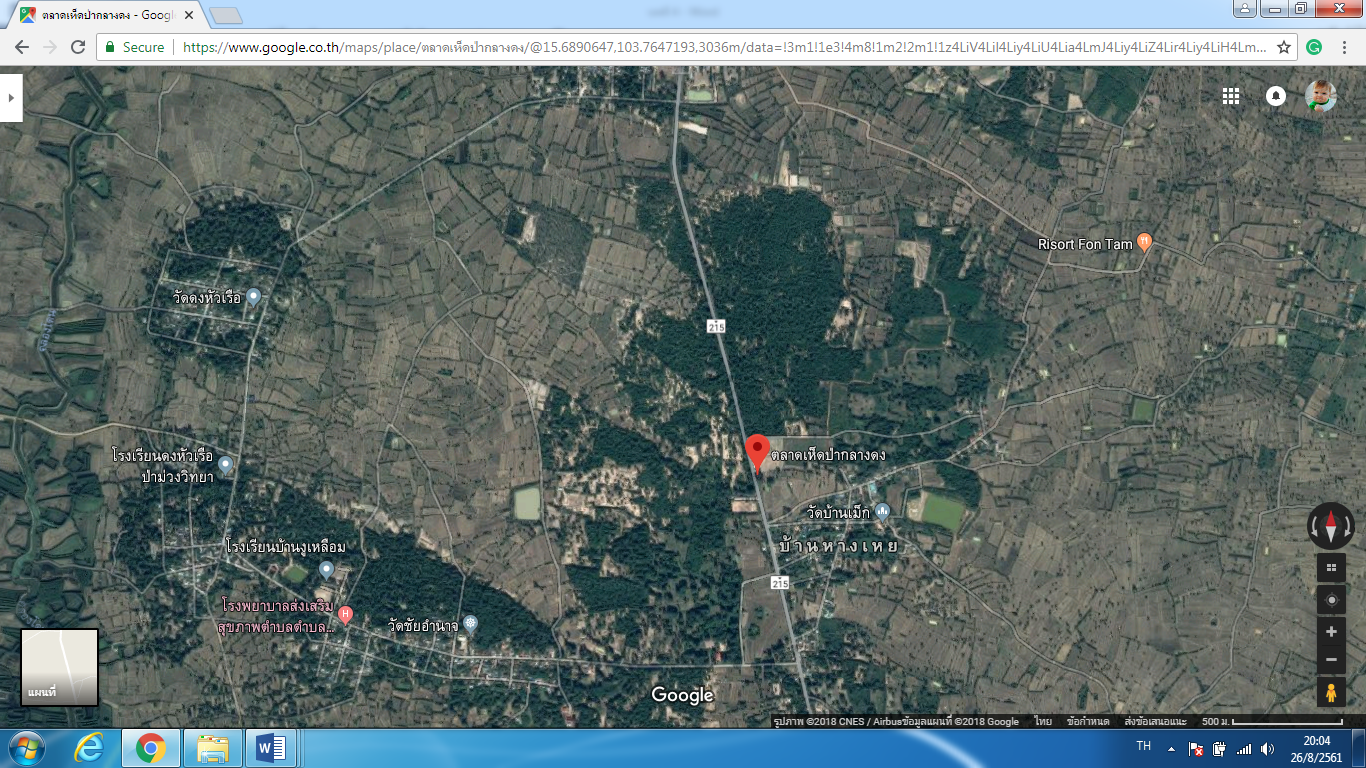 ตลาดเห็ดป่ากลางดง - Googl
Secure
https://www.google.co.th/maps/place/ตลาดเห็ดป่ากลางดง/@15.6890647,103.7647193,3036m/data=!3m1!1e3!4m8!1m2!2m1!1z4LiV4Lil4Liy4LiU4Lia4LmJ4Liy4LiZ4Lir4Liy4LiH4Lm...
Risort Fon Tam
วัดดงหัวเรือ
215
โรงเรียนดงหัวเรือ
ป่าม่วงวิทยา
ตลาดเห็ดป่ากลางดง
วัดบ้านเม็ก
บ้านหางเหย
โรงเรียนบ้านงูเหลือม
215
โรงพยาบาลส่งเสริม
สุขภาพตำบลตำบล...
วัดชัยอำนาจ
แผนที่
Google
รูปภาพ ©2018 CNES / Airbusข้อมูลแผนที่ ©2018 Google ไทย ข้อกำหนด ส่งข้อเสนอแนะ 500 ม.
TH
20:04
26/8/2561